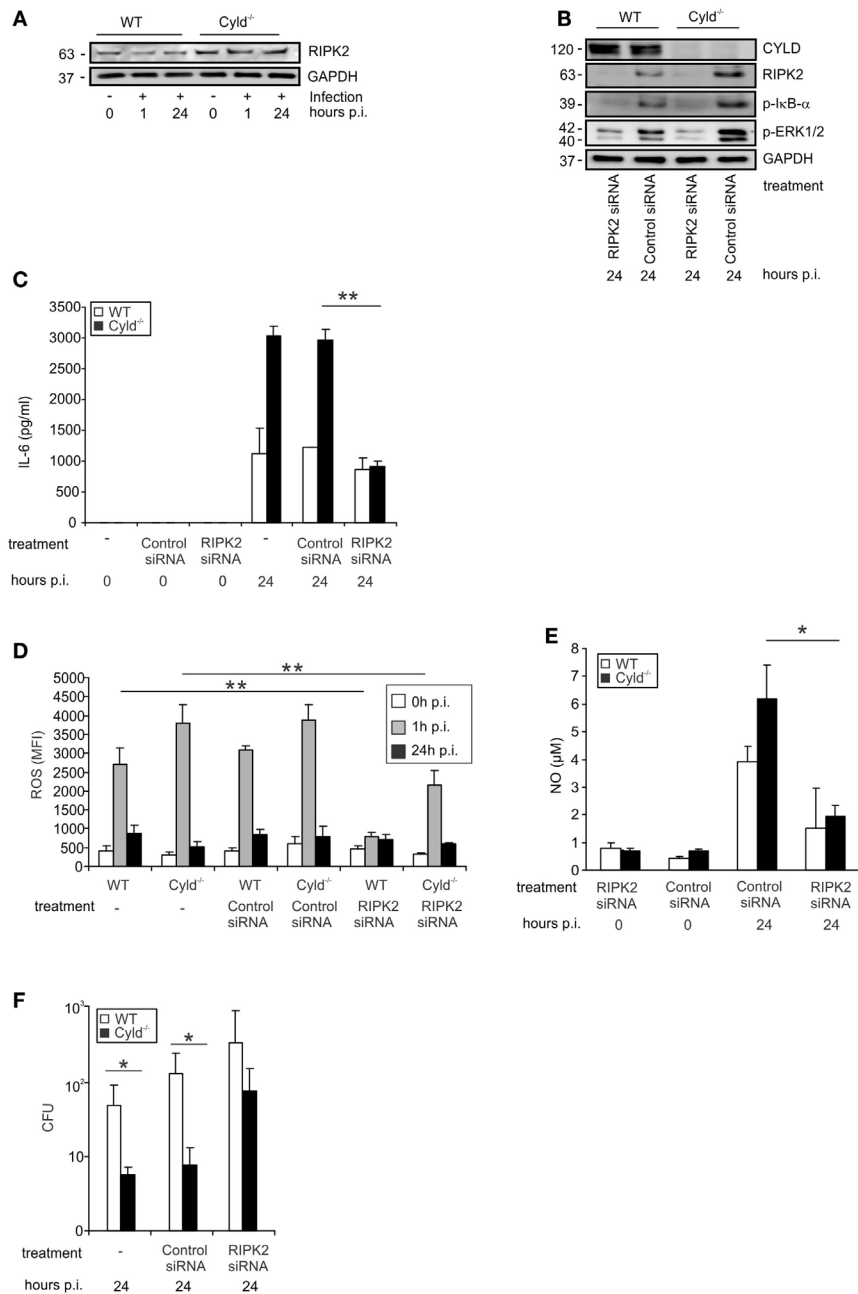 A
WT Cyld-/-
63 - RIPK2
37 - GAPDH
- + + - + + Infection
0 1 24 0 1 24 hours p.i.
B
WT Cyld-/-
120 - CYLD
63 - RIPK2
39 - p-IκB-α
42 - p-ERK1/2
40 -
37 - GAPDH
RIPK2 siRNA Control siRNA RIPK2 siRNA Control siRNA treatment
24 24 24 24 hours p.i.
C
WT
Cyld-/-
**
IL-6 (pg/ml)
3500
3000
2500
2000
1500
1000
500
0
treatment - Control siRNA RIPK2 siRNA - Control siRNA RIPK2 siRNA
hours p.i. 0 0 0 24 24 24
D
**
**
0h p.i.
1h p.i.
24h p.i.
ROS (MFI)
5000
4500
4000
3500
3000
2500
2000
1500
1000
500
0
WT Cyld-/- WT Cyld-/- WT Cyld-/-
treatment - - Control siRNA Control siRNA RIPK2 siRNA RIPK2 siRNA
E
WT
Cyld-/-
*
NO (µM)
8
7
6
5
4
3
2
1
0
treatment RIPK2 siRNA Control siRNA Control siRNA RIPK2 siRNA
hours p.i. 0 0 24 24
F
WT
Cyld-/-
*
*
CFU
10³
10²
10
0
treatment - Control siRNA RIPK2 siRNA
hours p.i. 24 24 24